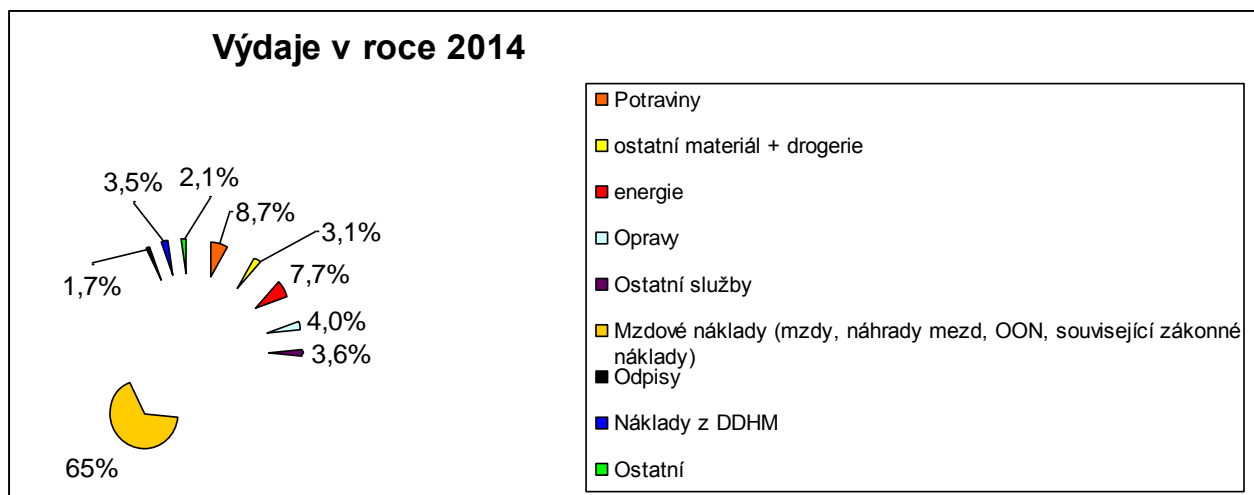 Výdaje v roce 2014
3,5%
2,1%
8,7%
3,1%
1,7%
7,7%
4,0%
3,6%
65%
Potraviny
ostatní materiál + drogerie
energie
Opravy
Ostatní služby
Mzdové náklady (mzdy, náhrady mezd, OON, související zákonné
náklady)
Odpisy
Náklady z DDHM
Ostatní